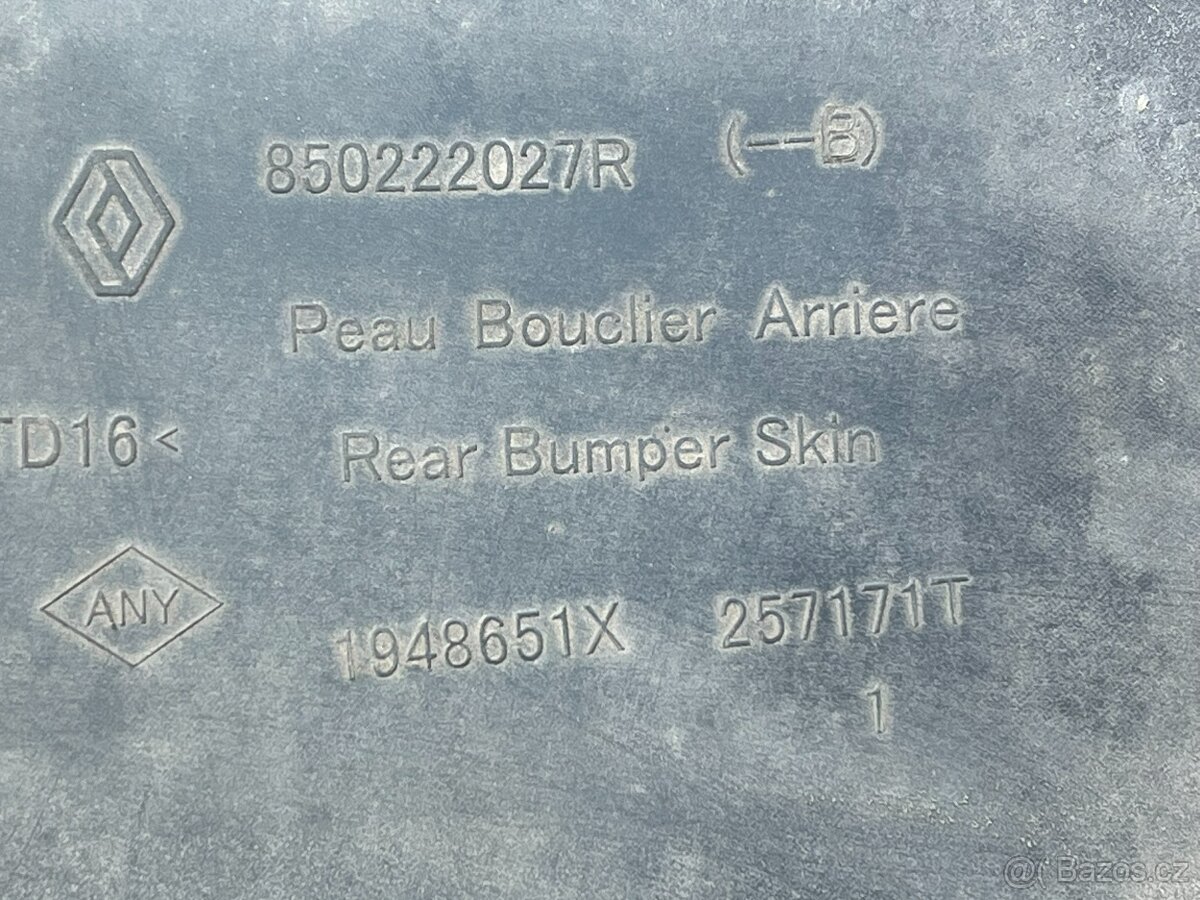 850222027R (--B)
Peau Bouclier Arriere
TD16<
Rear Bumper Skin
ANY
1948651X 257171T
1
@ Bazos.cz